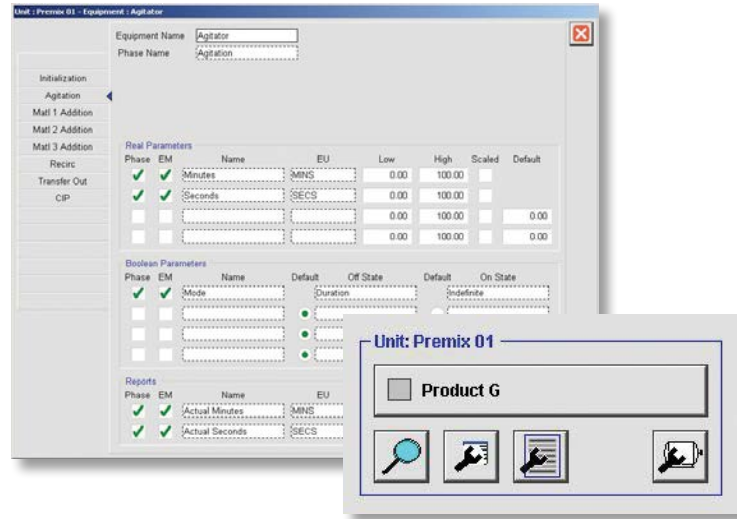 Unit : Premix 01 - Equipment : Agitator
Equipment Name Agitator
Phase Name Agitation
Initialization
Agitation
Matl 1 Addition
Matl 2 Addition
Matl 3 Addition
Recirc
Transfer Out
CIP
Real Parameters
Phase EM Name EU Low High Scaled Default
Minutes MINS 0.00 100.00
Seconds SECS 0.00 100.00
0.00 100.00 0.00
0.00 100.00 0.00
Boolean Parameters
Phase EM Name Default Off State Default On State
Mode Duration Indefinite
Reports
Phase EM Name EU
Actual Minutes MINS
Actual Seconds SECS
Unit: Premix 01
Product G